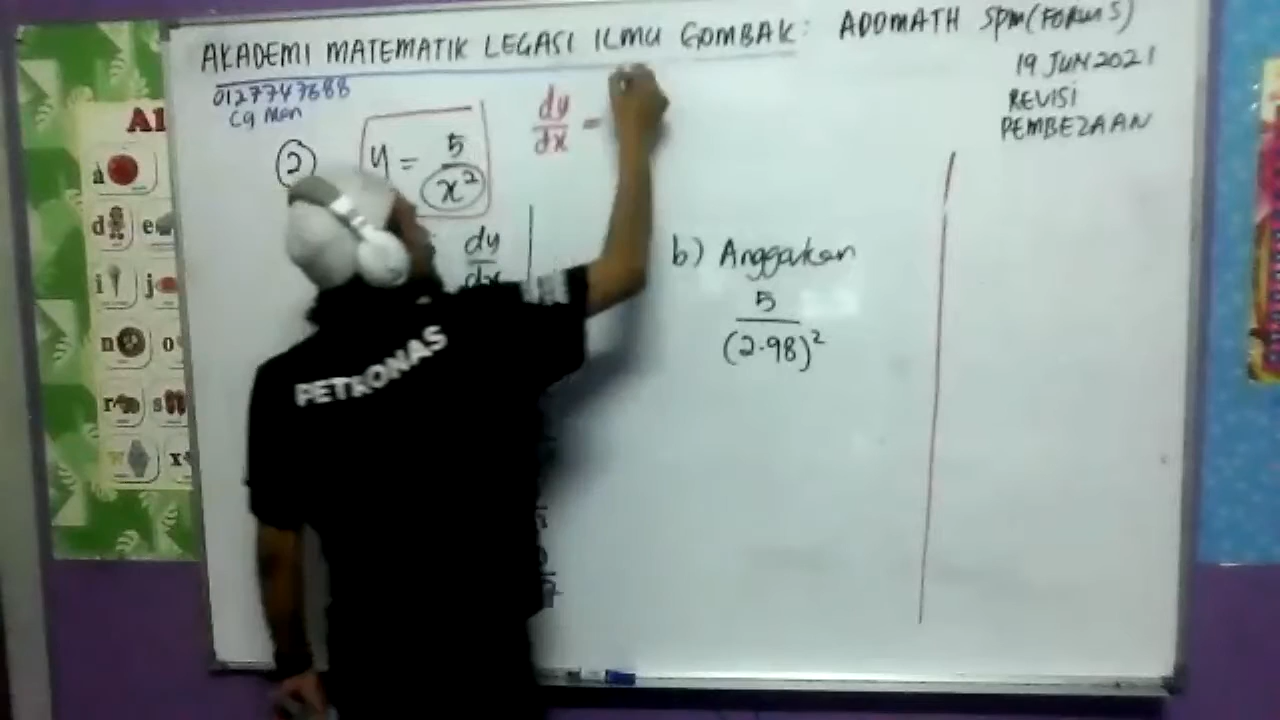 AKADEMI MATEMATIK LEGASI ILMU GOMBAK: ADDMATH SPM (FORM 5)
0127747688
Cg Man
19 JUN 2021
REVISI
PEMBEZAAN
2
y = 5/x²
dy/dx =
dy/dx
b) Anggarkan
5/(2.98)²
PETRONAS
A1
a
d e
i j
n o
r s
w x